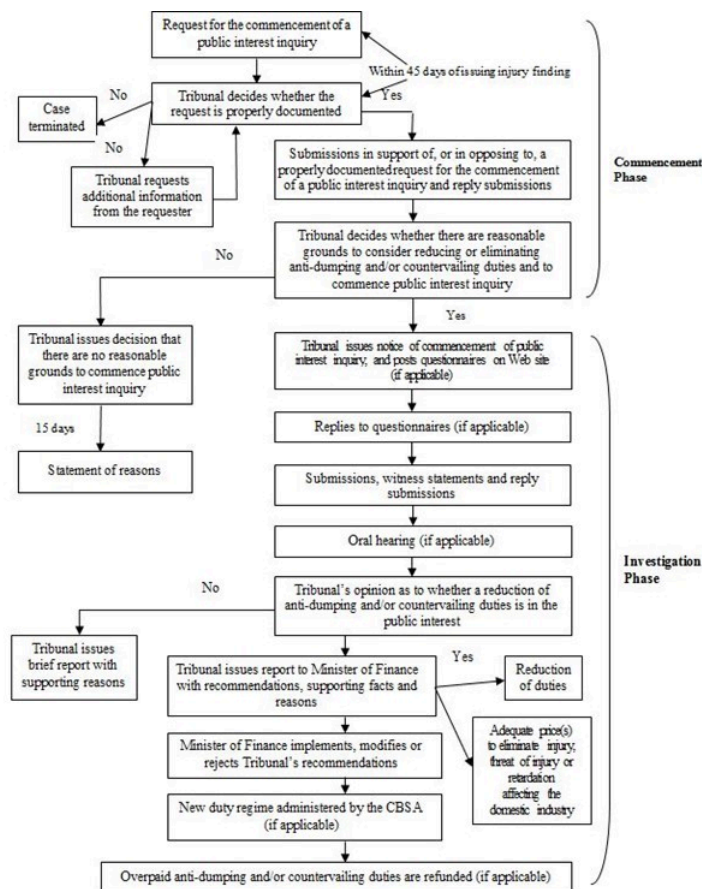 Request for the commencement of a
public interest inquiry
Within 45 days of issuing injury finding
No
Tribunal decides whether the
request is properly documented
Yes
Case
terminated
No
Tribunal requests
additional information
from the requester
Submissions in support of, or in opposing to, a
properly documented request for the commencement
of a public interest inquiry and reply submissions
Commencement
Phase
Tribunal decides whether there are reasonable
grounds to consider reducing or eliminating
anti-dumping and/or countervailing duties and to
commence public interest inquiry
No
Yes
Tribunal issues decision that
there are no reasonable
grounds to commence public
interest inquiry
Tribunal issues notice of commencement of public
interest inquiry, and posts questionnaires on Web site
(if applicable)
15 days
Statement of reasons
Replies to questionnaires (if applicable)
Submissions, witness statements and reply
submissions
Oral hearing (if applicable)
Investigation
Phase
No
Tribunal's opinion as to whether a reduction of
anti-dumping and/or countervailing duties is in the
public interest
Tribunal issues
brief report with
supporting reasons
Tribunal issues report to Minister of Finance
with recommendations, supporting facts and
reasons
Yes
Reduction
of duties
Adequate price(s)
to eliminate injury,
threat of injury or
retardation
affecting the
domestic industry
Minister of Finance implements, modifies or
rejects Tribunal's recommendations
New duty regime administered by the CBSA
(if applicable)
Overpaid anti-dumping and/or countervailing duties are refunded (if applicable)